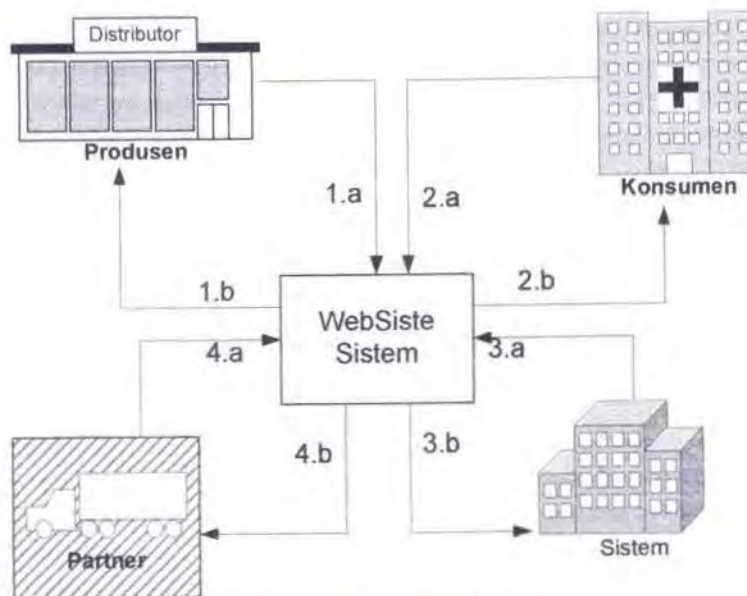 Distributor
Produsen
Konsumen
1.a
2.a
1.b
2.b
WebSiste
Sistem
4.a
3.a
4.b
3.b
Partner
Sistem